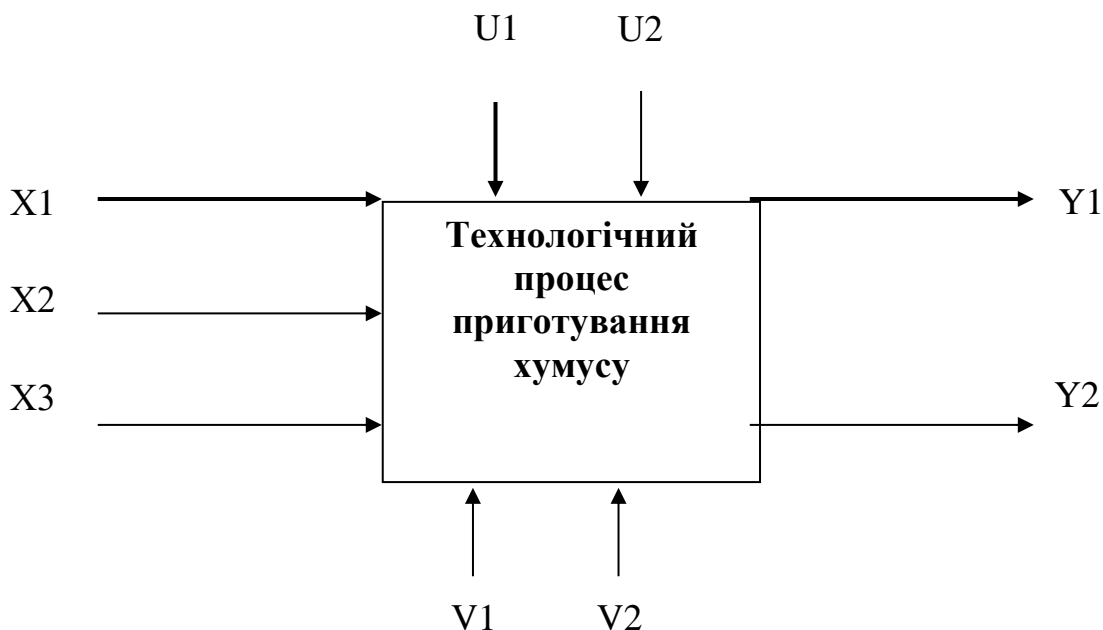 U1 U2
X1
Y1
Технологічний
процес
приготування
хумусу
X2
X3
Y2
V1 V2